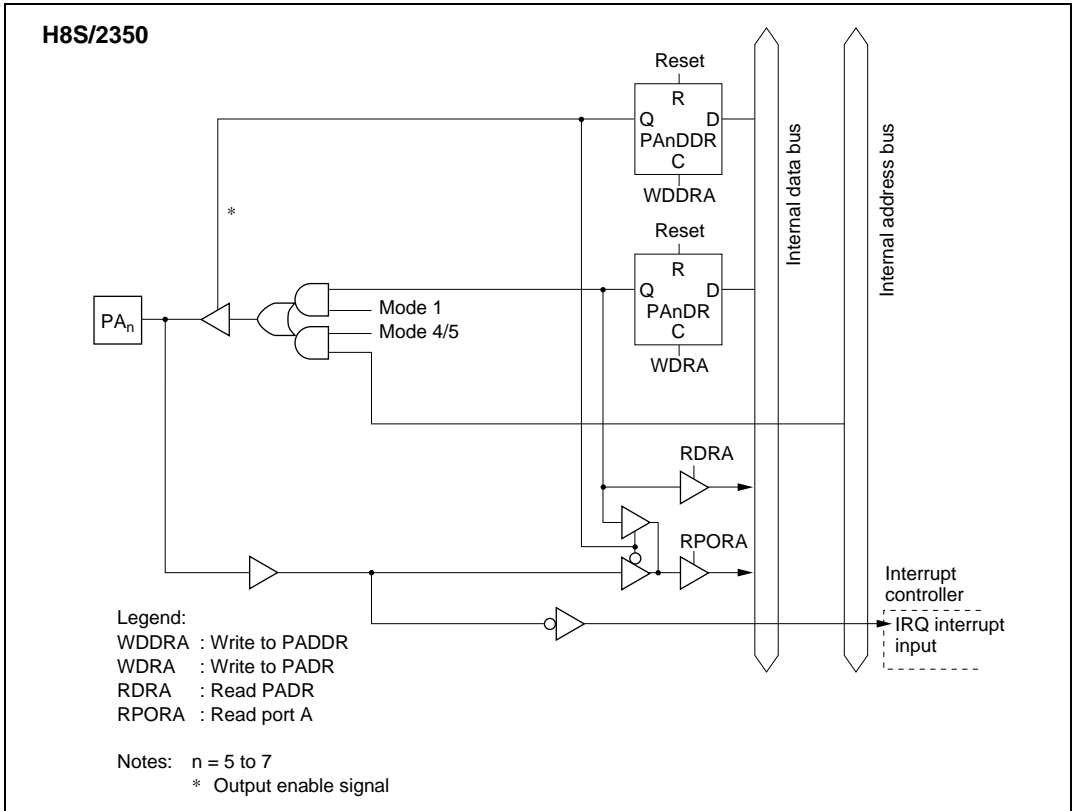 H8S/2350
Reset
R
Q D
PAnDDR
C
WDDRA
*
Reset
R
Q D
PAnDR
C
WDRA
Internal data bus
Internal address bus
PAn
Mode 1
Mode 4/5
RDRA
RPORA
Interrupt
controller
IRQ interrupt
input
Legend:
WDDRA : Write to PADDR
WDRA : Write to PADR
RDRA : Read PADR
RPORA : Read port A
Notes: n = 5 to 7
* Output enable signal